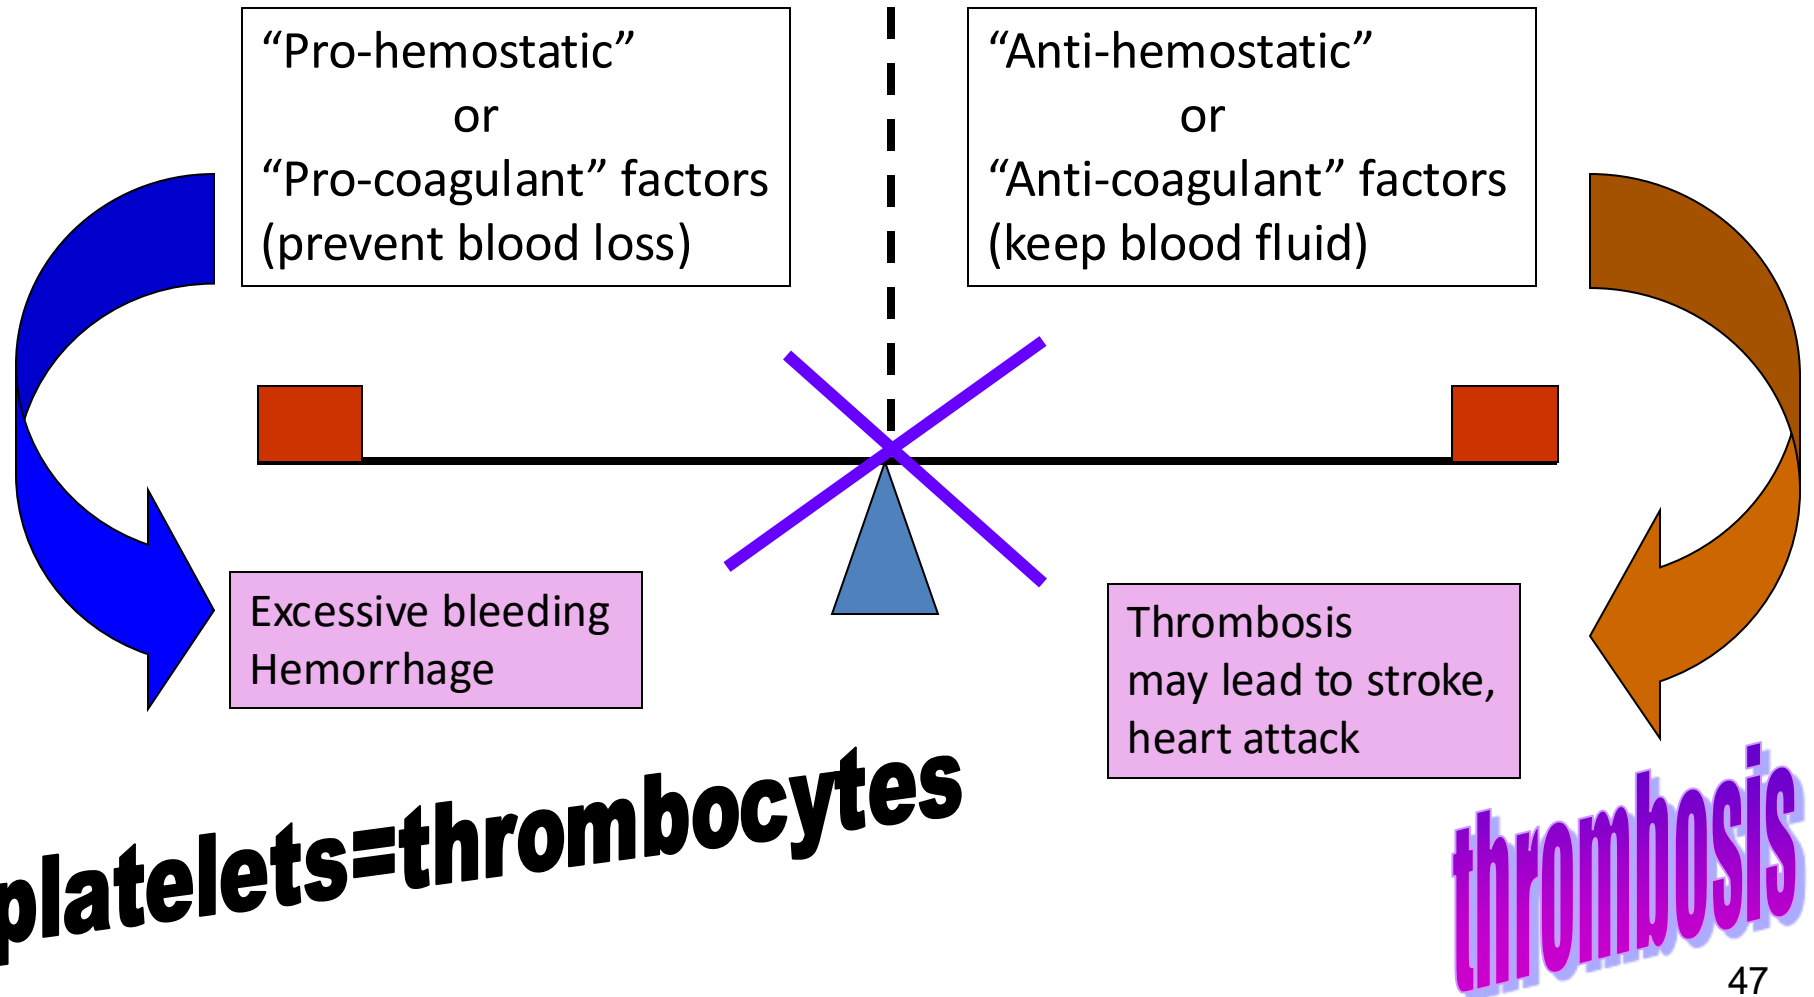 “Pro-hemostatic”
or
“Pro-coagulant” factors
(prevent blood loss)
“Anti-hemostatic”
or
“Anti-coagulant” factors
(keep blood fluid)
Excessive bleeding
Hemorrhage
Thrombosis
may lead to stroke,
heart attack
platelets=thrombocytes
thrombosis
47